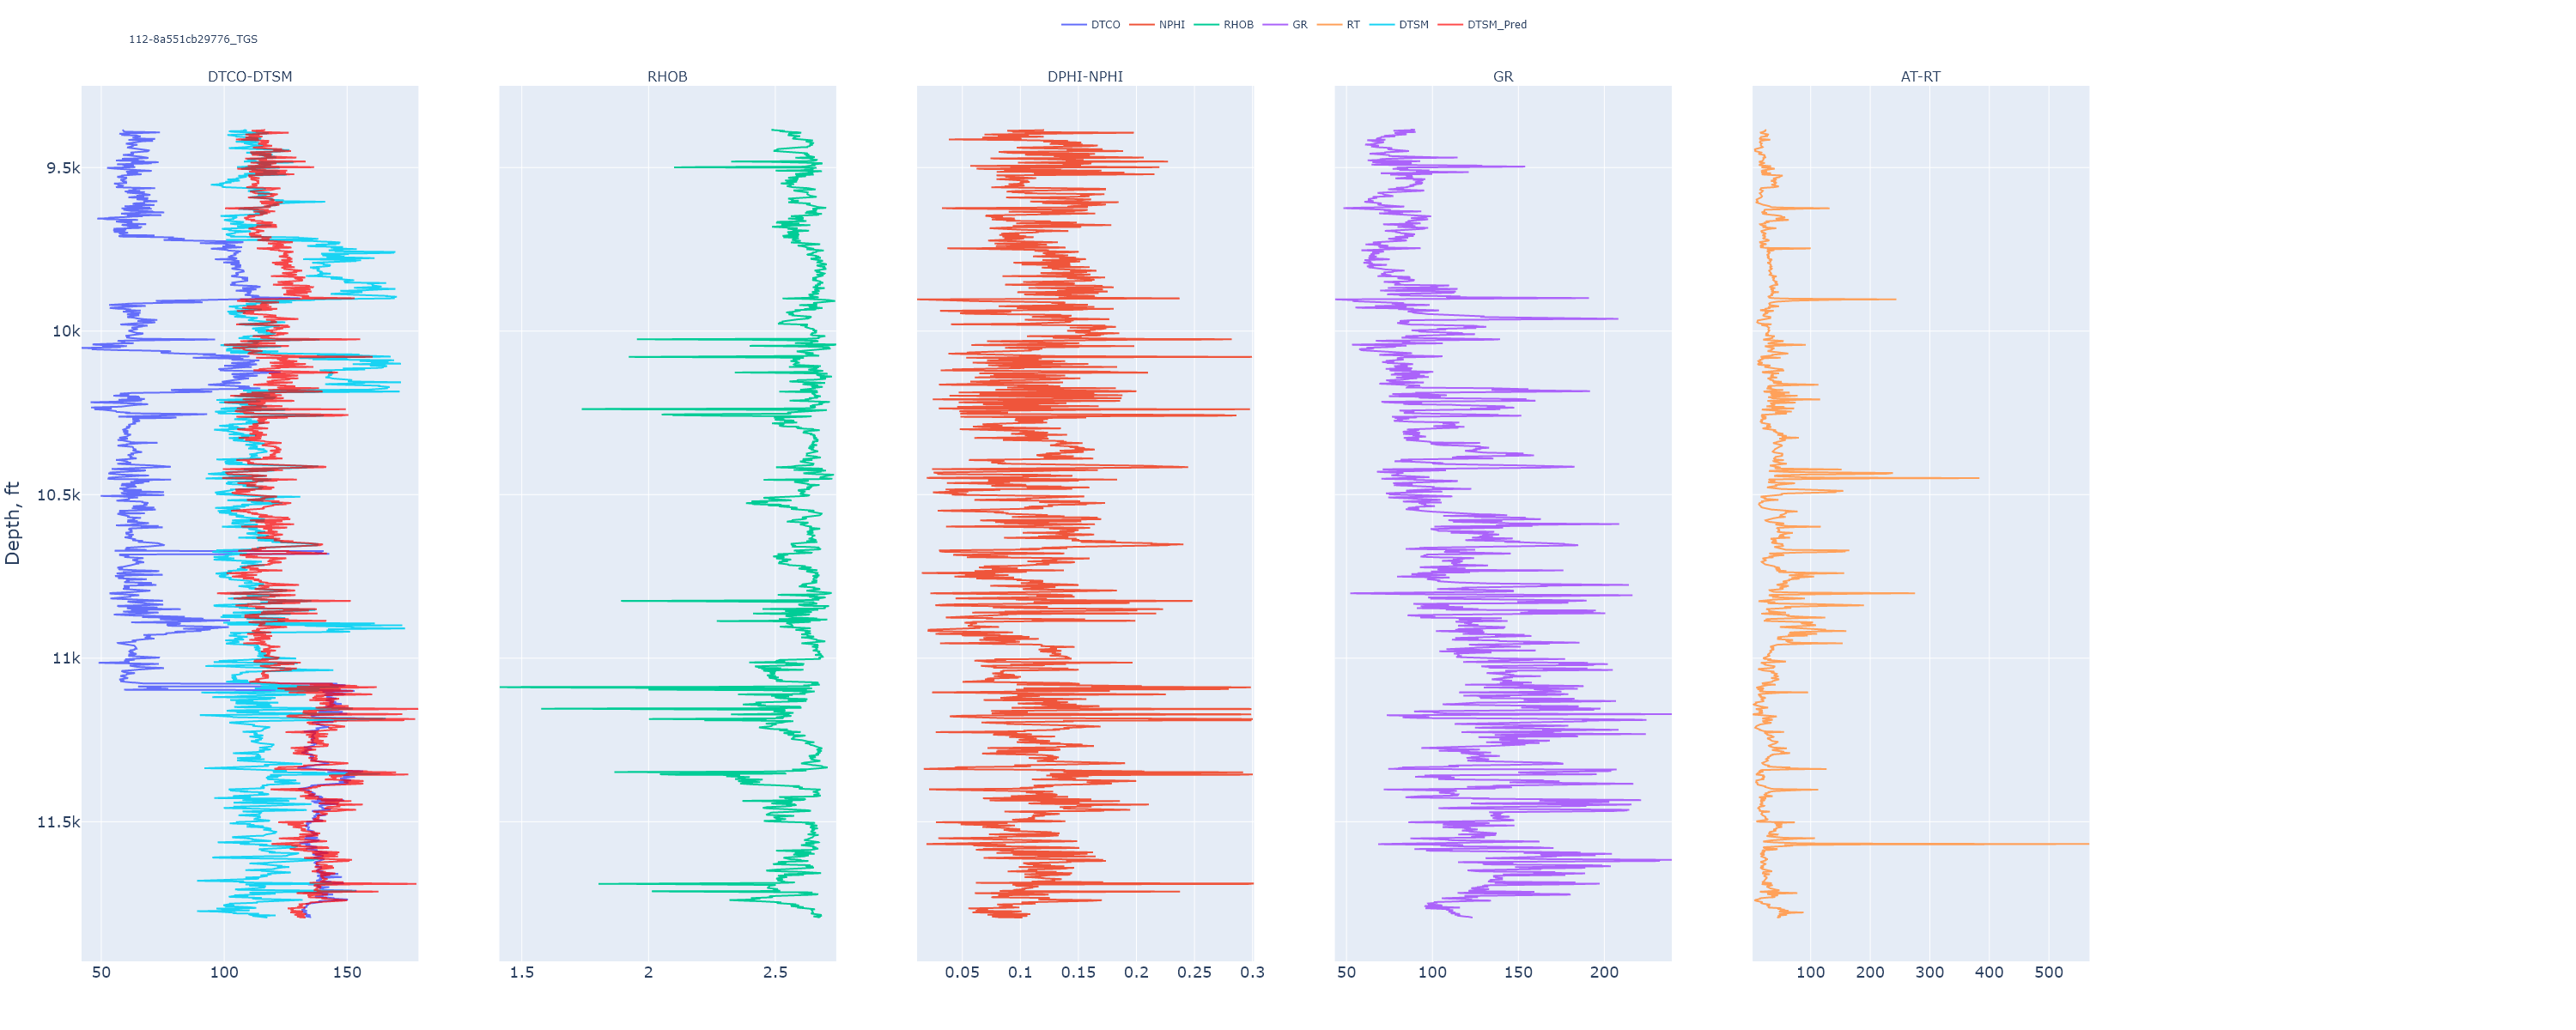 DTCO NPHI RHOB GR RT DTSM DTSM_Pred
112-8a551cb29776_TGS
DTCO-DTSM RHOB DPHI-NPHI GR AT-RT
9.5k
10k
10.5k
Depth, ft
11k
11.5k
50 100 150 1.5 2 2.5 0.05 0.1 0.15 0.2 0.25 0.3 50 100 150 200 100 200 300 400 500